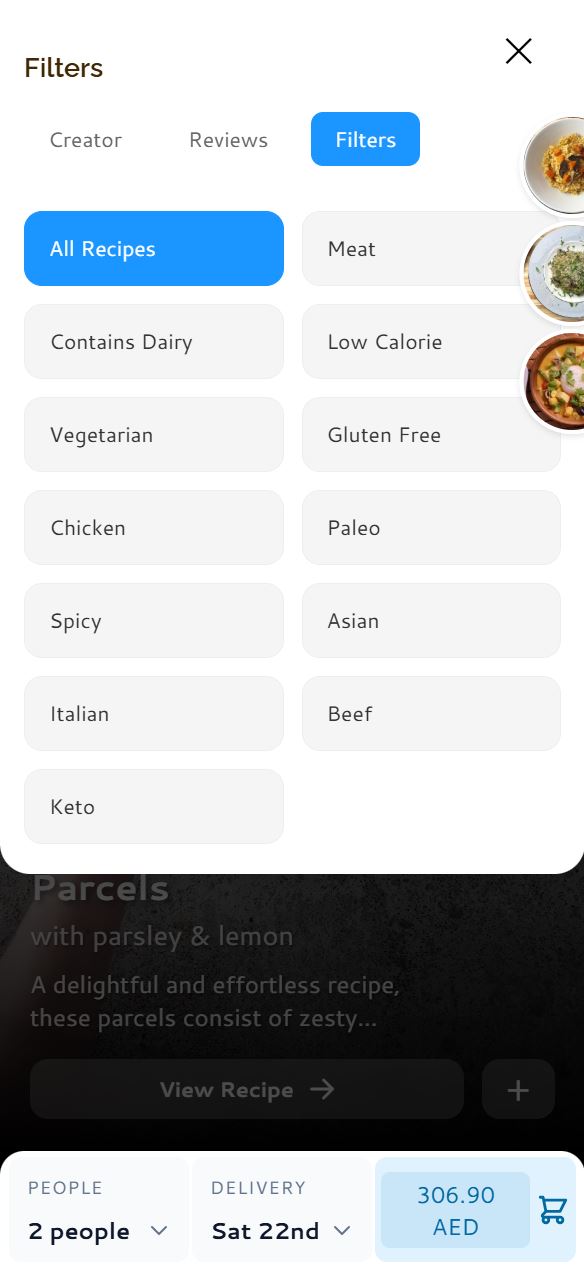 Filters
Creator
Reviews
Filters
All Recipes
Meat
Contains Dairy
Low Calorie
Vegetarian
Gluten Free
Chicken
Paleo
Spicy
Asian
Italian
Beef
Keto
Parcels
with parsley & lemon
A delightful and effortless recipe,
these parcels consist of zesty...
View Recipe
PEOPLE
2 people
DELIVERY
Sat 22nd
306.90
AED